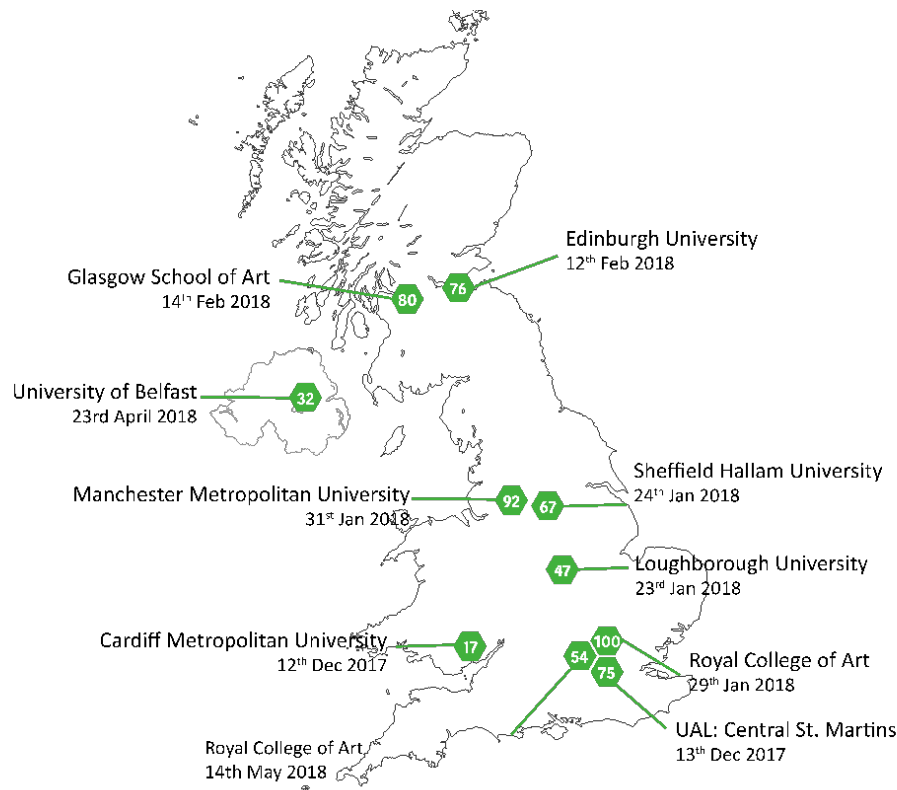 Edinburgh University
12th Feb 2018
76
Glasgow School of Art
14th Feb 2018
80
University of Belfast
23rd April 2018
32
Sheffield Hallam University
24th Jan 2018
67
Manchester Metropolitan University
31st Jan 2018
92
Loughborough University
23rd Jan 2018
47
Cardiff Metropolitan University
12th Dec 2017
17
100
54
75
Royal College of Art
29th Jan 2018
UAL: Central St. Martins
13th Dec 2017
Royal College of Art
14th May 2018